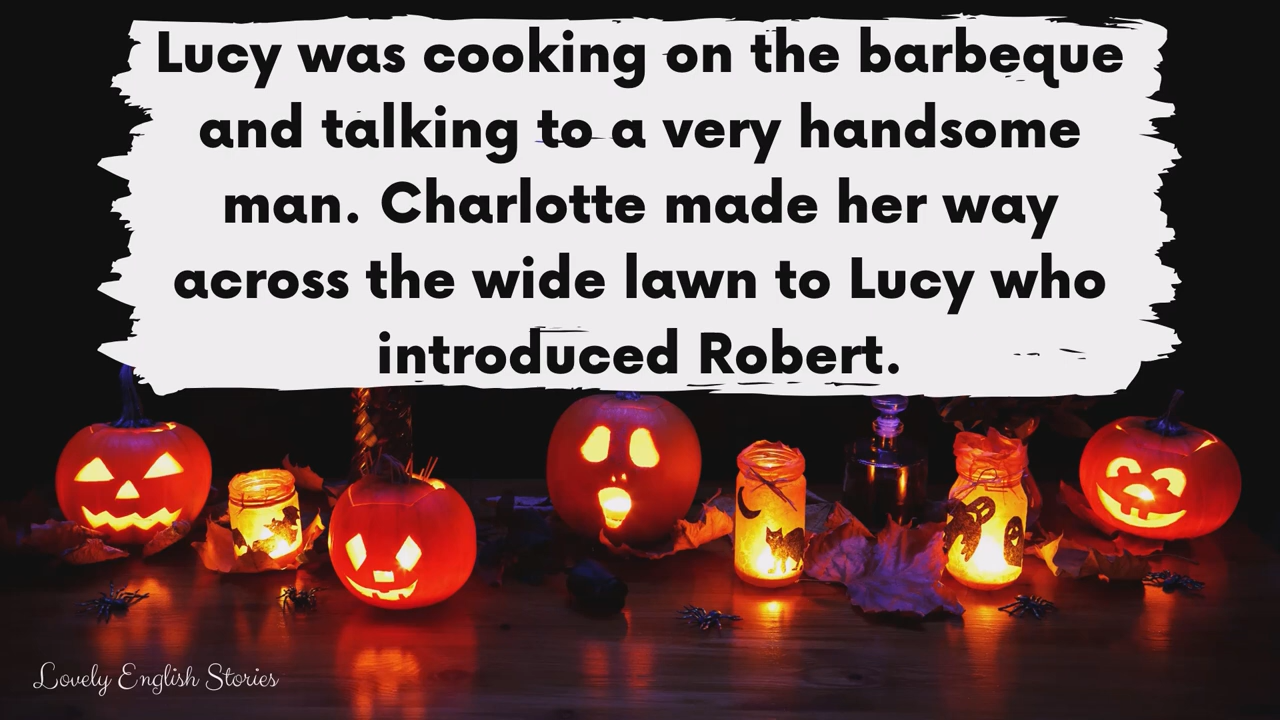 Lucy was cooking on the barbeque
and talking to a very handsome
man. Charlotte made her way
across the wide lawn to Lucy who
introduced Robert.
Lovely English Stories